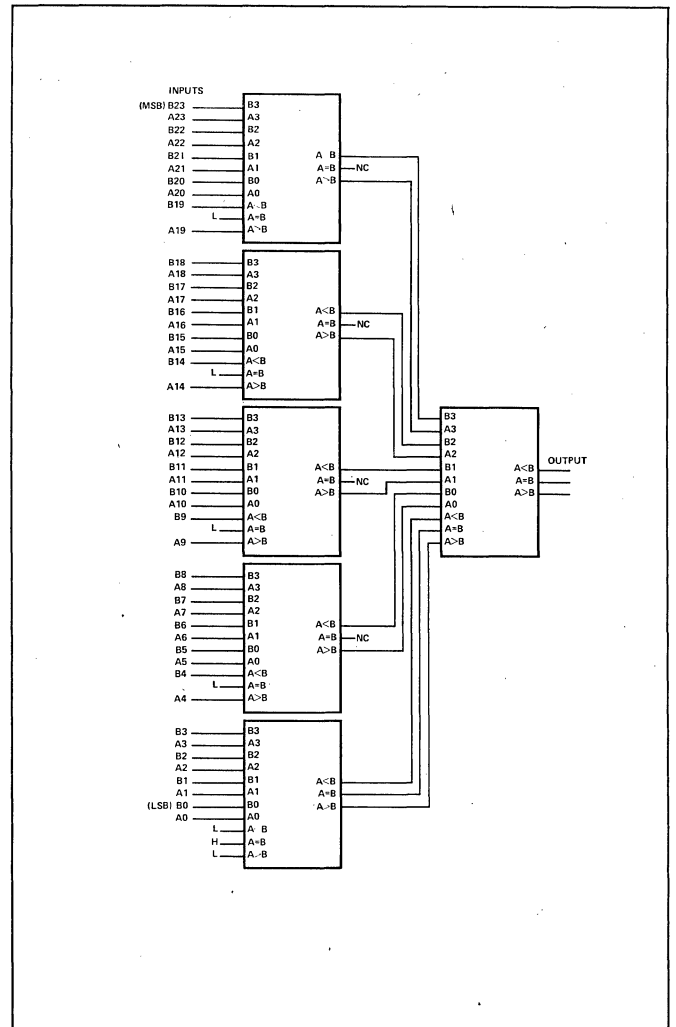 INPUTS
(MSB) B23 B3
A23 A3
B22 B2
A22 A2
B21 B1 A B
A21 A1 A=B NC
B20 B0 A>B
A20 A0
B19 A B
L A=B
A19 A>B
B18 B3
A18 A3
B17 B2
A17 A2
B16 B1 A<B
A16 A1 A=B NC
B15 B0 A>B
A15 A0
B14 A<B
L A=B
A14 A>B
B13 B3
A13 A3
B12 B2
A12 A2
B11 B1 A<B
A11 A1 A=B NC
B10 B0 A>B
A10 A0
B9 A<B
L A=B
A9 A>B
B8 B3
A8 A3
B7 B2
A7 A2
B6 B1 A<B
A6 A1 A=B NC
B5 B0 A>B
A5 A0
B4 A<B
L A=B
A4 A>B
B3 B3
A3 A3
B2 B2
A2 A2
B1 B1 A<B
A1 A1 A=B
(LSB) B0 B0 A>B
A0 A0
L A B
H A=B
L A>B
B3
A3
B2
A2
OUTPUT
B1 A<B
A1 A=B
B0 A>B
A0
A<B
A=B
A>B